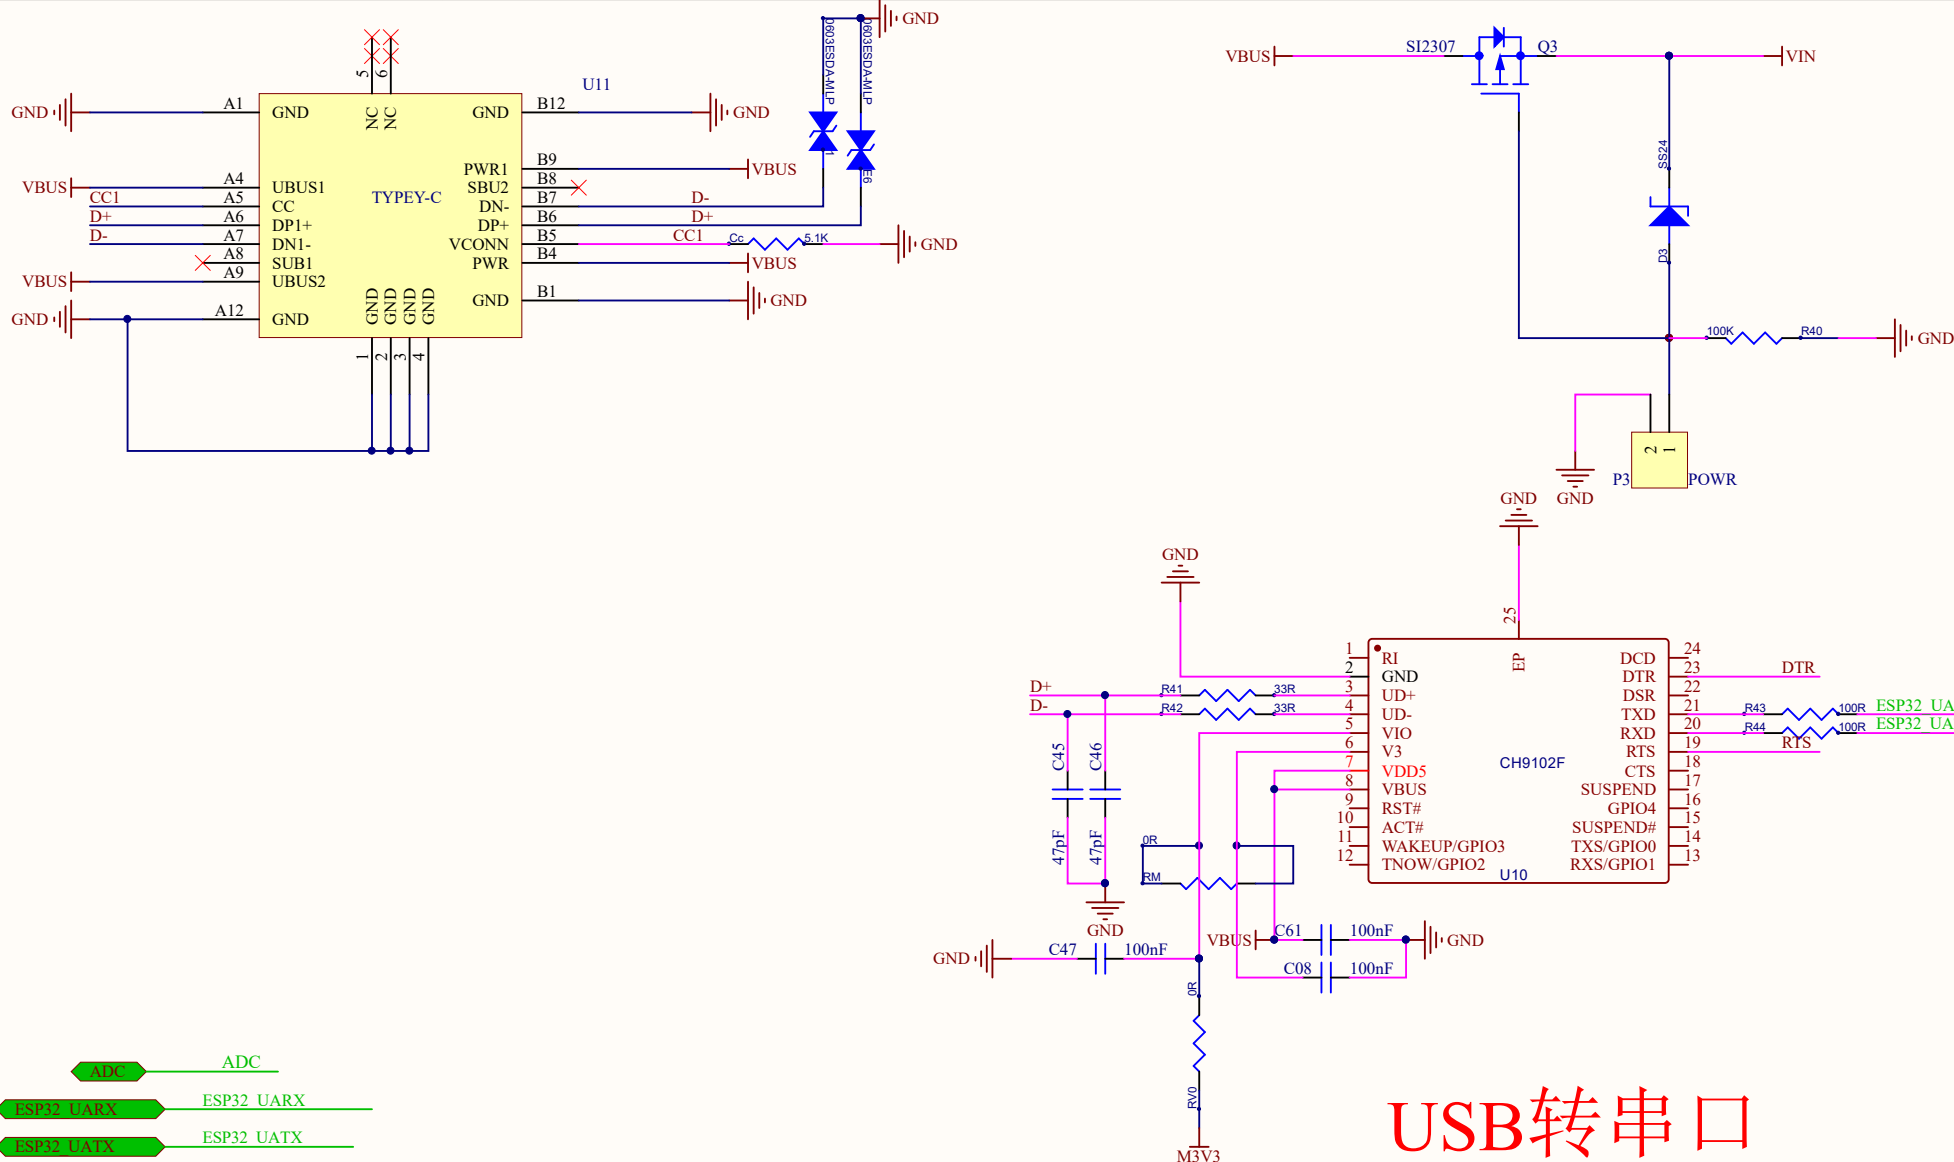 GND
0603ESDA-MLP
0603ESDA-MLP
E6
5
6
NC
NC
U11
TYPEY-C
GND
A1
GND
VBUS
A4
UBUS1
CC1
A5
CC
D+
A6
DP1+
D-
A7
DN1-
A8
SUB1
VBUS
A9
UBUS2
GND
A12
GND
GND
B12
GND
PWR1
B9
VBUS
SBU2
B8
DN-
B7
D-
DP+
B6
D+
VCONN
B5
CC1
Cc
5.1K
GND
PWR
B4
VBUS
GND
B1
GND
GND
GND
GND
GND
1
2
3
4
VBUS
SI2307
Q3
VIN
SS24
D3
100K
R40
GND
2
1
P3
POWR
GND
GND
25
EP
GND
D+
R41
33R
D-
R42
33R
C45
C46
47pF
47pF
GND
1
RI
2
GND
3
UD+
4
UD-
5
VIO
6
V3
7
VDD5
8
VBUS
9
RST#
10
ACT#
11
WAKEUP/GPIO3
12
TNOW/GPIO2
CH9102F
U10
DCD
24
DTR
23
DTR
DSR
22
TXD
21
R43
100R
ESP32_UA
RXD
20
R44
100R
ESP32_UA
RTS
19
RTS
CTS
18
SUSPEND
17
GPIO4
16
SUSPEND#
15
TXS/GPIO0
14
RXS/GPIO1
13
0R
RM
VBUS
C61
100nF
GND
GND
C47
100nF
C08
100nF
0R
RV0
M3V3
ADC
ADC
ESP32_UARX
ESP32_UARX
ESP32_UATX
ESP32_UATX
USB转串口